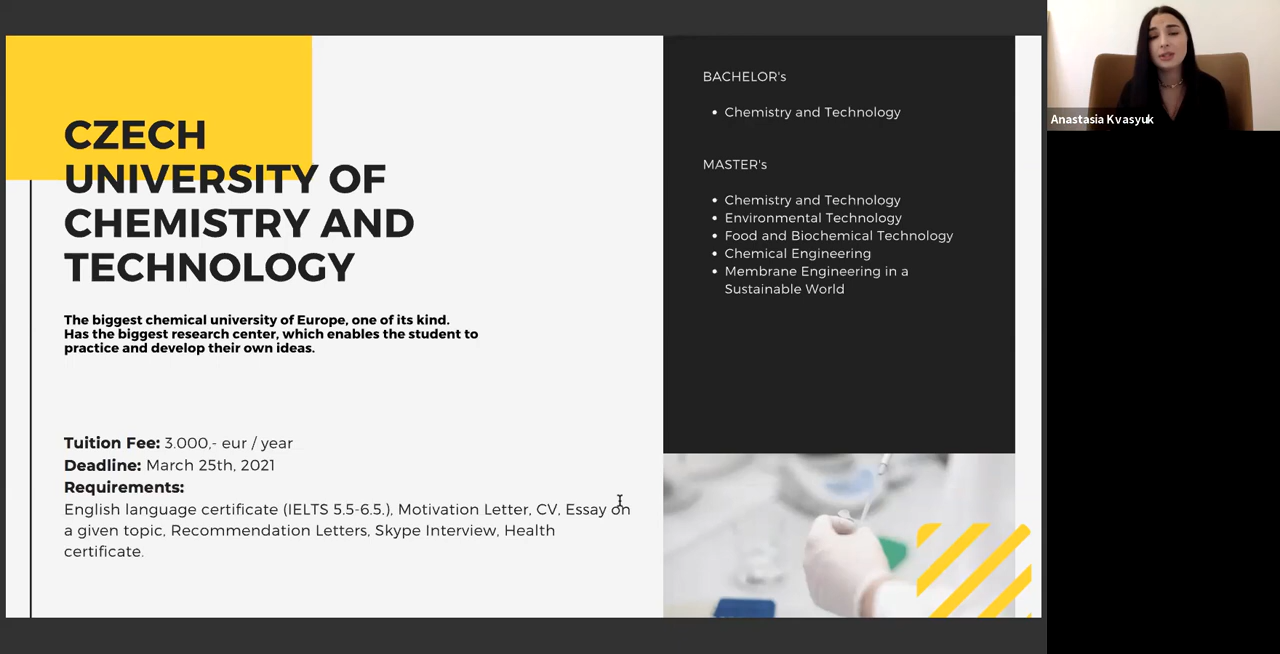 CZECH
UNIVERSITY OF
CHEMISTRY AND
TECHNOLOGY
The biggest chemical university of Europe, one of its kind.
Has the biggest research center, which enables the student to
practice and develop their own ideas.
Tuition Fee: 3.000,- eur / year
Deadline: March 25th, 2021
Requirements:
English language certificate (IELTS 5.5-6.5.), Motivation Letter, CV, Essay on
a given topic, Recommendation Letters, Skype Interview, Health
certificate.
BACHELOR's
• Chemistry and Technology
MASTER's
• Chemistry and Technology
• Environmental Technology
• Food and Biochemical Technology
• Chemical Engineering
• Membrane Engineering in a
Sustainable World
Anastasia Kvasyuk